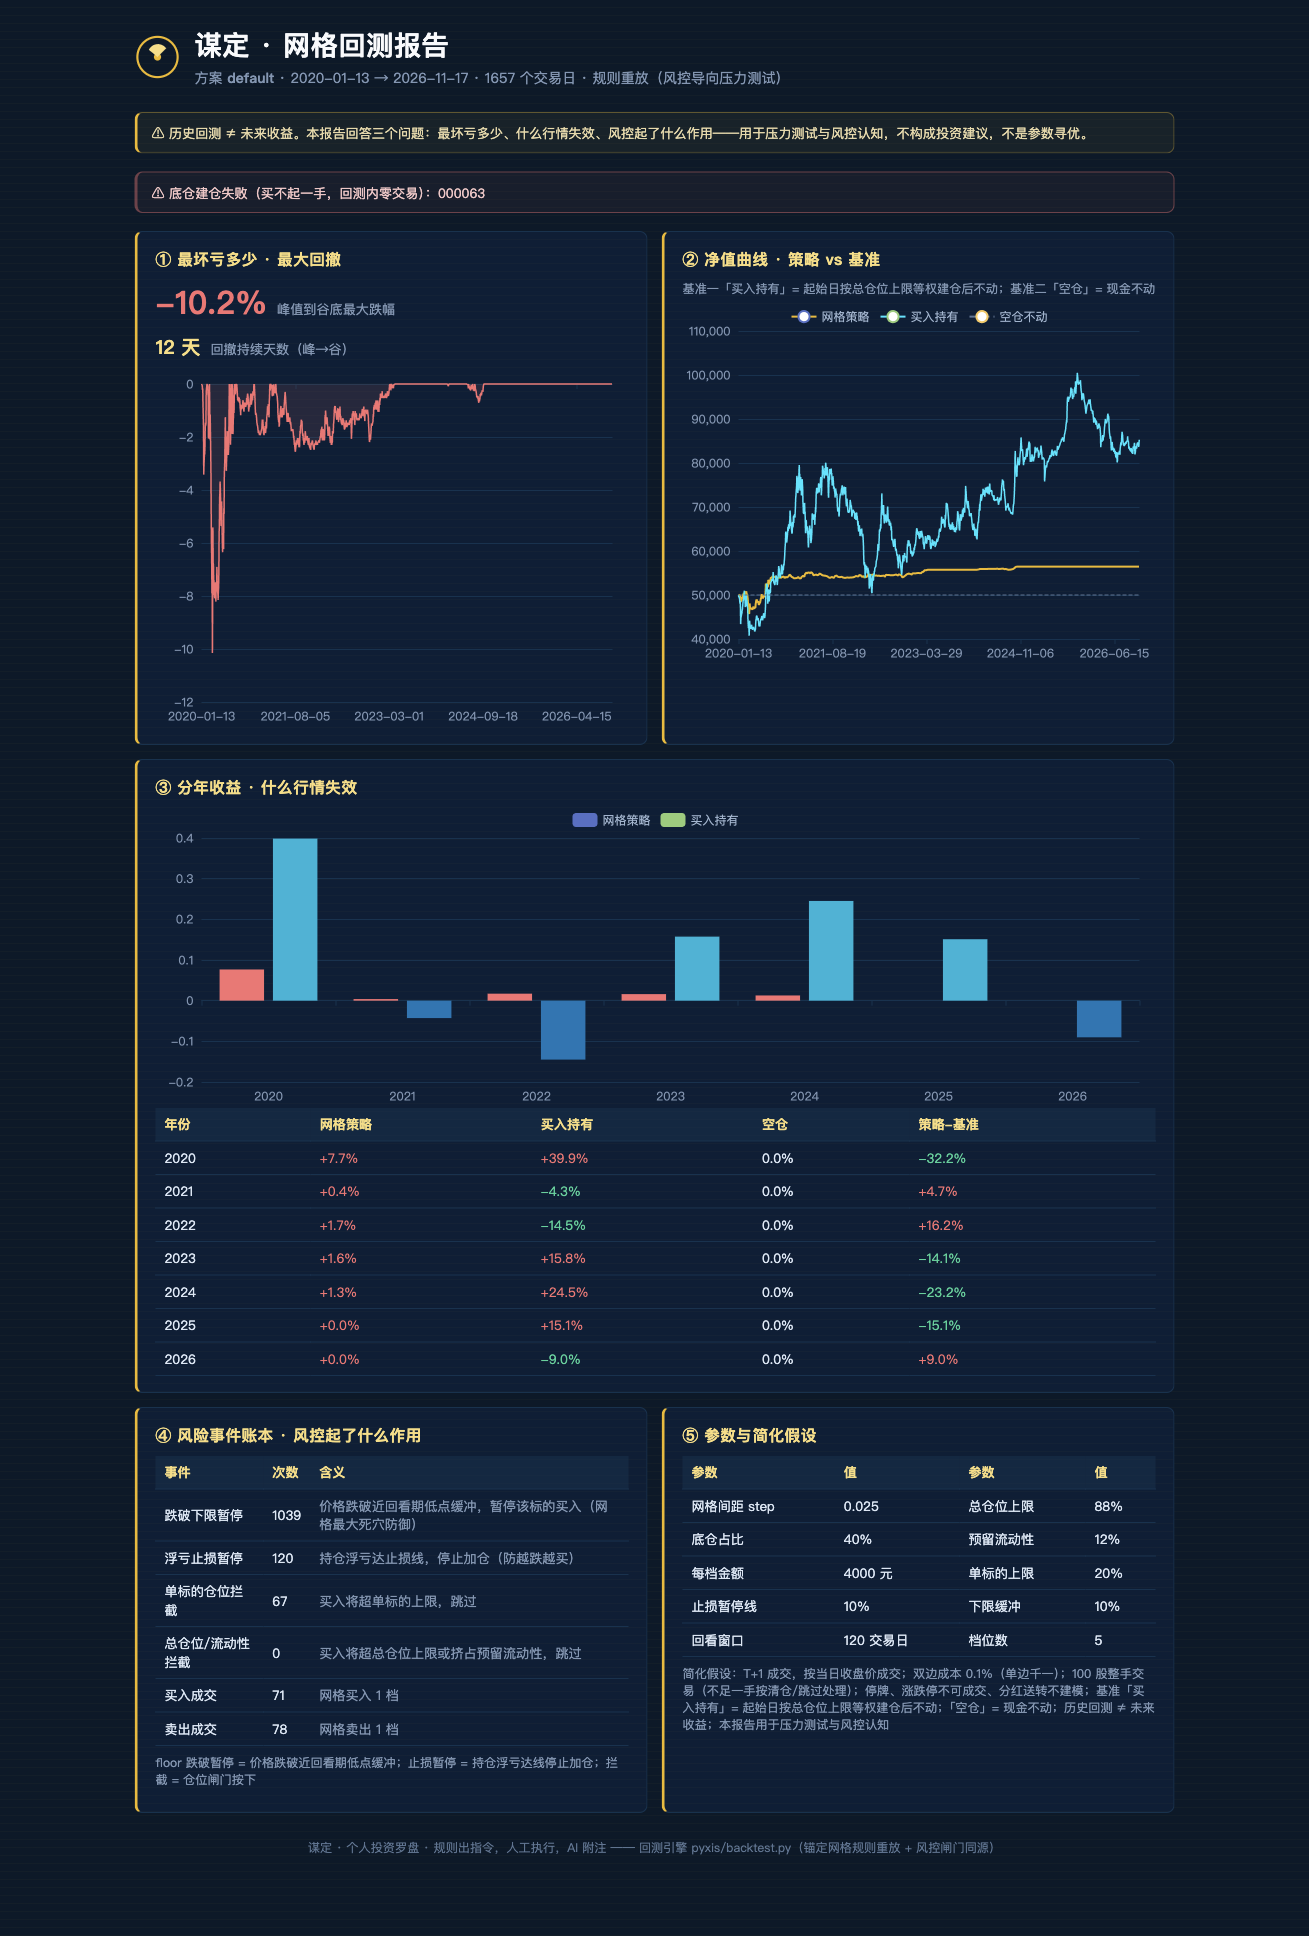 谋定 · 网格回测报告
方案 default · 2020-01-13 → 2026-11-17 · 1657 个交易日 · 规则重放（风控导向压力测试）
⚠ 历史回测 ≠ 未来收益。本报告回答三个问题：最坏亏多少、什么行情失效、风控起了什么作用——用于压力测试与风控认知，不构成投资建议，不是参数寻优。
⚠ 底仓建仓失败（买不起一手，回测内零交易）：000063
① 最坏亏多少 · 最大回撤
-10.2% 峰值到谷底最大跌幅
12 天 回撤持续天数（峰→谷）
0
-2
-4
-6
-8
-10
-12
2020-01-13 2021-08-05 2023-03-01 2024-09-18 2026-04-15
② 净值曲线 · 策略 vs 基准
基准一「买入持有」= 起始日按总仓位上限等权建仓后不动；基准二「空仓」= 现金不动
网格策略 买入持有 空仓不动
110,000
100,000
90,000
80,000
70,000
60,000
50,000
40,000
2020-01-13 2021-08-19 2023-03-29 2024-11-06 2026-06-15
③ 分年收益 · 什么行情失效
网格策略 买入持有
0.4
0.3
0.2
0.1
0
-0.1
-0.2
2020 2021 2022 2023 2024 2025 2026
年份 网格策略 买入持有 空仓 策略-基准
2020 +7.7% +39.9% 0.0% -32.2%
2021 +0.4% -4.3% 0.0% +4.7%
2022 +1.7% -14.5% 0.0% +16.2%
2023 +1.6% +15.8% 0.0% -14.1%
2024 +1.3% +24.5% 0.0% -23.2%
2025 +0.0% +15.1% 0.0% -15.1%
2026 +0.0% -9.0% 0.0% +9.0%
④ 风险事件账本 · 风控起了什么作用
事件 次数 含义
跌破下限暂停 1039 价格跌破近回看期低点缓冲，暂停该标的买入（网
格最大死穴防御）
浮亏止损暂停 120 持仓浮亏达止损线，停止加仓（防越跌越买）
单标的仓位拦
截 67 买入将超单标的上限，跳过
总仓位/流动性
拦截 0 买入将超总仓位上限或挤占预留流动性，跳过
买入成交 71 网格买入 1 档
卖出成交 78 网格卖出 1 档
floor 跌破暂停 = 价格跌破近回看期低点缓冲；止损暂停 = 持仓浮亏达线停止加仓；拦
截 = 仓位闸门按下
⑤ 参数与简化假设
参数 值 参数 值
网格间距 step 0.025 总仓位上限 88%
底仓占比 40% 预留流动性 12%
每档金额 4000 元 单标的上限 20%
止损暂停线 10% 下限缓冲 10%
回看窗口 120 交易日 档位数 5
简化假设：T+1 成交，按当日收盘价成交；双边成本 0.1%（单边千一）；100 股整手交
易（不足一手按清仓/跳过处理）；停牌、涨跌停不可成交、分红送转不建模；基准「买
入持有」= 起始日按总仓位上限等权建仓后不动；「空仓」= 现金不动；历史回测 ≠ 未来
收益；本报告用于压力测试与风控认知
谋定 · 个人投资罗盘 · 规则出指令，人工执行，AI 附注 —— 回测引擎 pyxis/backtest.py（锚定网格规则重放 + 风控闸门同源）